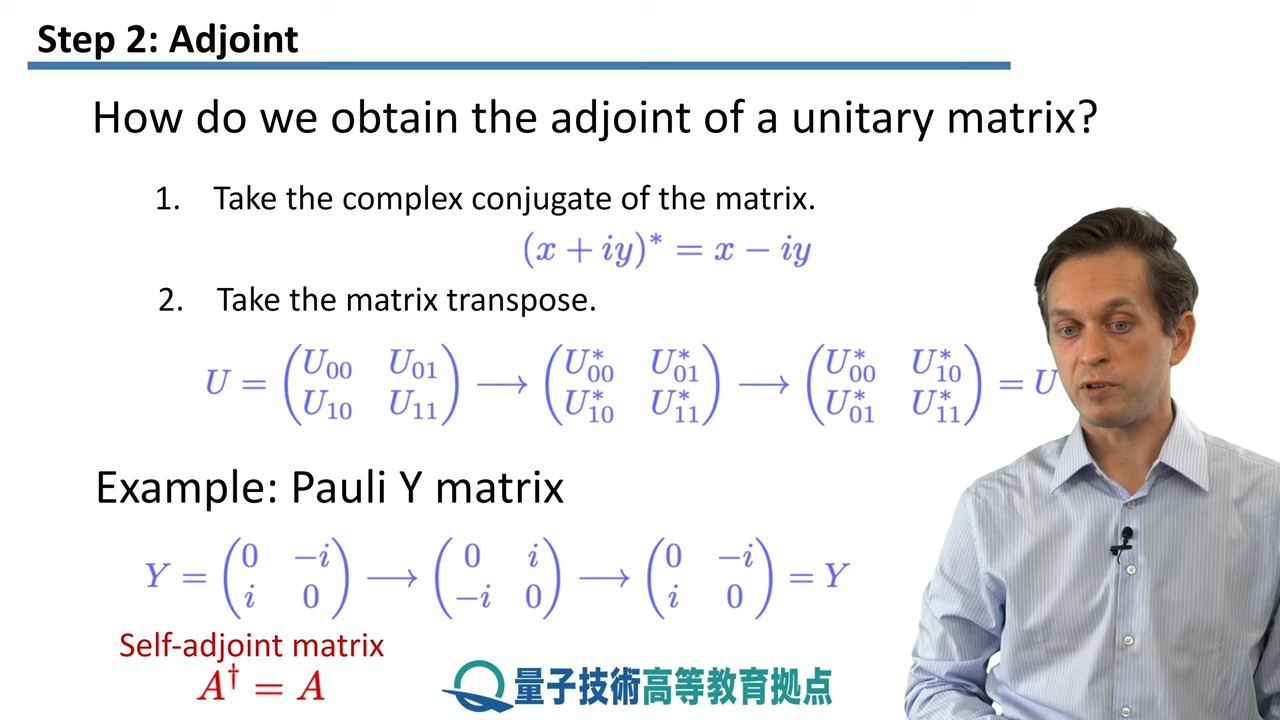 Step 2: Adjoint
How do we obtain the adjoint of a unitary matrix?
1. Take the complex conjugate of the matrix.
(x + iy)* = x − iy
2. Take the matrix transpose.
U = (U₀₀ U₀₁ U₁₀ U₁₁) ⟶ (U*₀₀ U*₀₁ U*₁₀ U*₁₁) ⟶ (U*₀₀ U*₁₀ U*₀₁ U*₁₁) = U
Example: Pauli Y matrix
Y = (0 −i i 0) ⟶ (0 i −i 0) ⟶ (0 −i i 0) = Y
Self-adjoint matrix
A† = A
量子技術高等教育拠点